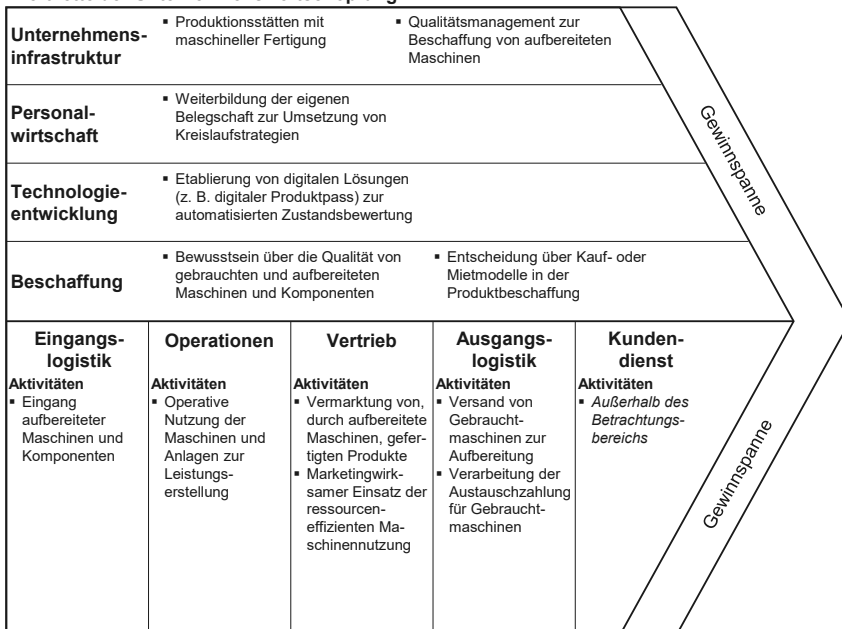 Unternehmens-
infrastruktur
▪ Produktionsstätten mit
maschineller Fertigung
▪ Qualitätsmanagement zur
Beschaffung von aufbereiteten
Maschinen
Personal-
wirtschaft
▪ Weiterbildung der eigenen
Belegschaft zur Umsetzung von
Kreislaufstrategien
Technologie-
entwicklung
▪ Etablierung von digitalen Lösungen
(z. B. digitaler Produktpass) zur
automatisierten Zustandsbewertung
Beschaffung
▪ Bewusstsein über die Qualität von
gebrauchten und aufbereiteten
Maschinen und Komponenten
▪ Entscheidung über Kauf- oder
Mietmodelle in der
Produktbeschaffung
Gewinnspanne
Eingangs-
logistik
Aktivitäten
▪ Eingang
aufbereiteter
Maschinen und
Komponenten
Operationen
Aktivitäten
▪ Operative
Nutzung der
Maschinen und
Anlagen zur
Leistungs-
erstellung
Vertrieb
Aktivitäten
▪ Vermarktung von,
durch aufbereitete
Maschinen, gefer-
tigten Produkte
▪ Marketingwirk-
samer Einsatz der
ressourcen-
effizienten Ma-
schinennutzung
Ausgangs-
logistik
Aktivitäten
▪ Versand von
Gebraucht-
maschinen zur
Aufbereitung
▪ Verarbeitung der
Austauschzahlung
für Gebraucht-
maschinen
Kunden-
dienst
Aktivitäten
▪ Außerhalb des
Betrachtungs-
bereichs
Gewinnspanne